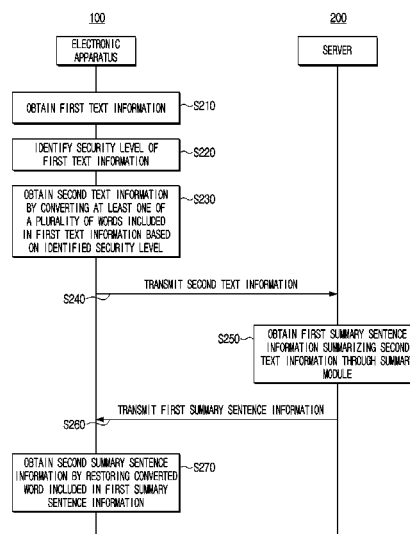 100
200
ELECTRONIC
APPARATUS
SERVER
OBTAIN FIRST TEXT INFORMATION
S210
IDENTIFY SECURITY LEVEL OF
FIRST TEXT INFORMATION
S220
OBTAIN SECOND TEXT INFORMATION
BY CONVERTING AT LEAST ONE OF
A PLURALITY OF WORDS INCLUDED
IN FIRST TEXT INFORMATION BASED
ON IDENTIFIED SECURITY LEVEL
S230
TRANSMIT SECOND TEXT INFORMATION
S240
OBTAIN FIRST SUMMARY SENTENCE
INFORMATION SUMMARIZING SECOND
TEXT INFORMATION THROUGH SUMMARY
MODULE
S250
TRANSMIT FIRST SUMMARY SENTENCE INFORMATION
S260
OBTAIN SECOND SUMMARY SENTENCE
INFORMATION BY RESTORING CONVERTED
WORD INCLUDED IN FIRST SUMMARY
SENTENCE INFORMATION
S270